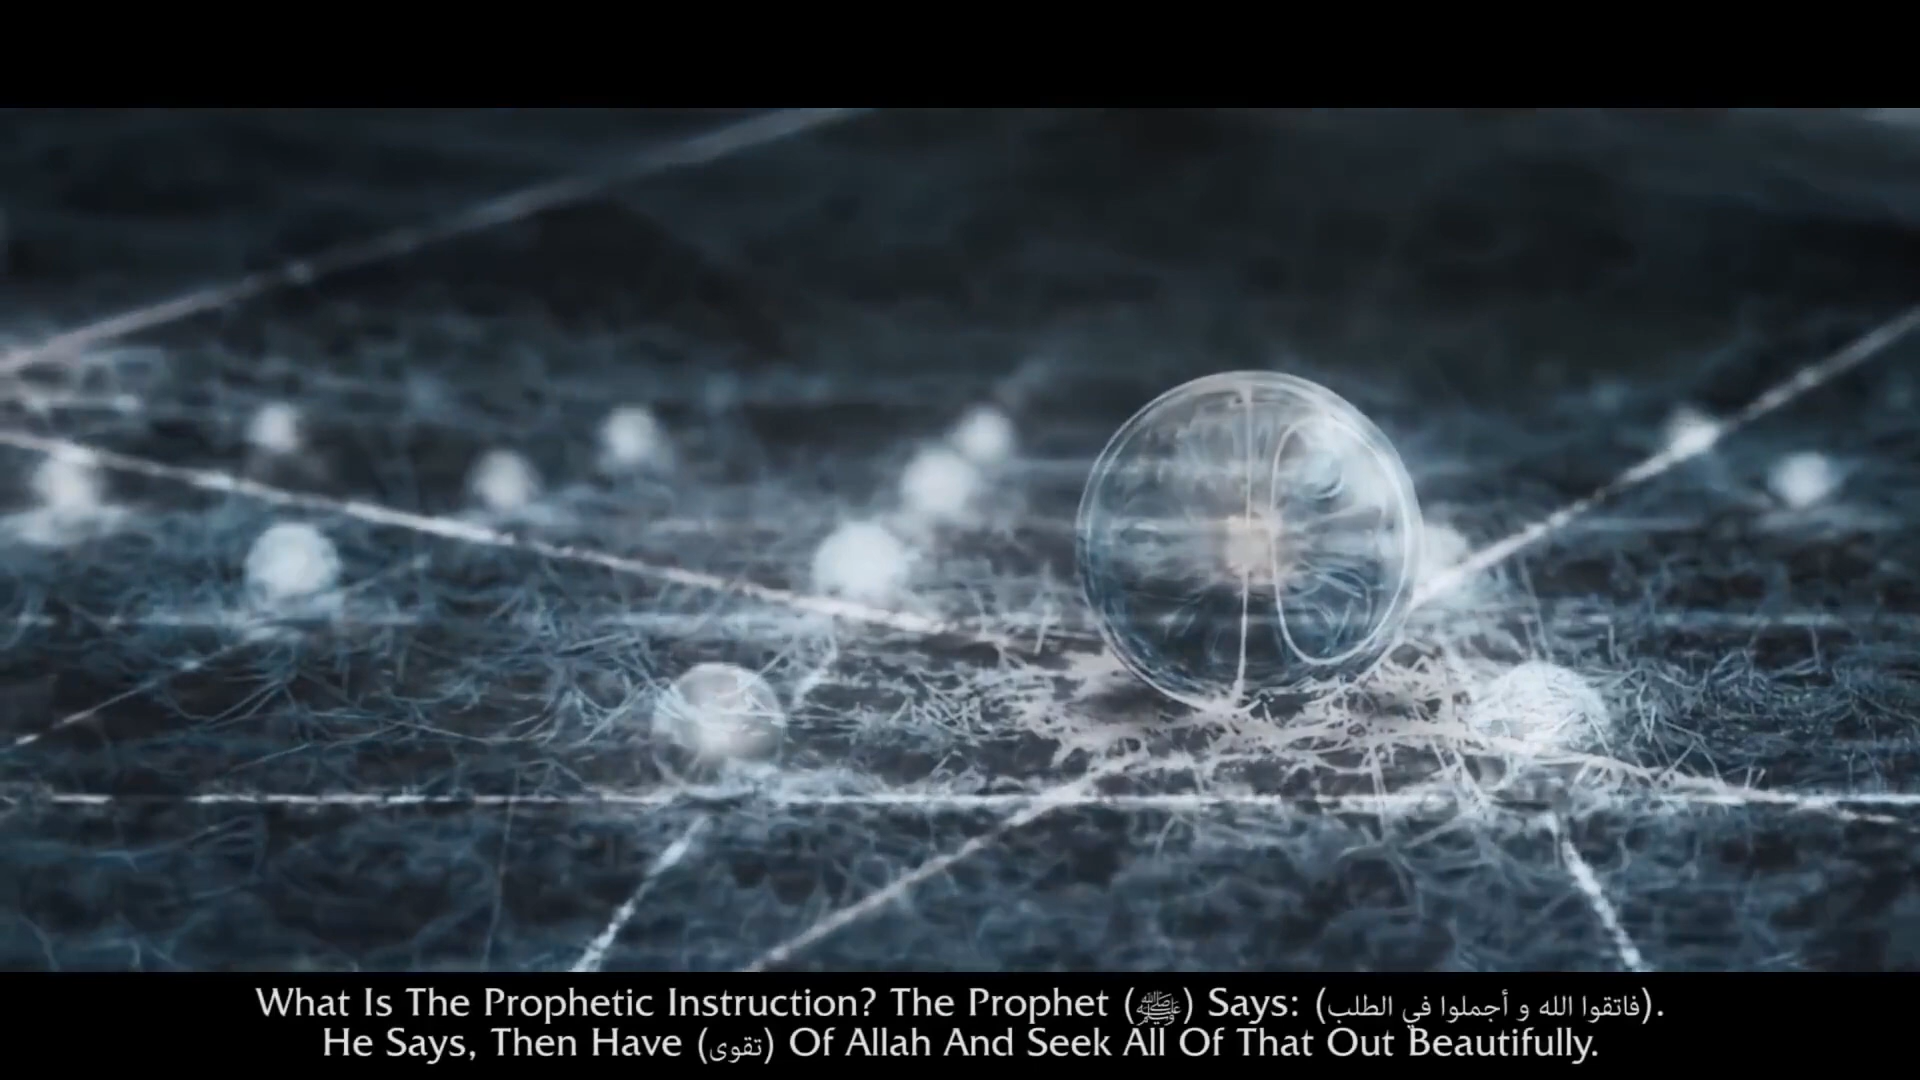 What Is The Prophetic Instruction? The Prophet (ﷺ) Says: (فاتقوا الله و أجملوا في الطلب).
He Says, Then Have (تقوى) Of Allah And Seek All Of That Out Beautifully.